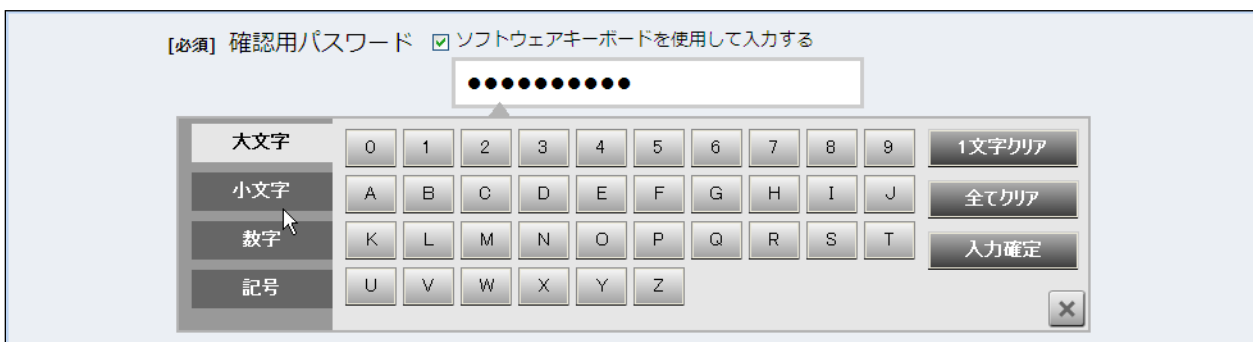 [必須] 確認用パスワード ソフトウェアキーボードを使用して入力する
●●●●●●●●●●
大文字 0 1 2 3 4 5 6 7 8 9 1文字クリア
小文字 A B C D E F G H I J 全てクリア
数字 K L M N O P Q R S T 入力確定
記号 U V W X Y Z